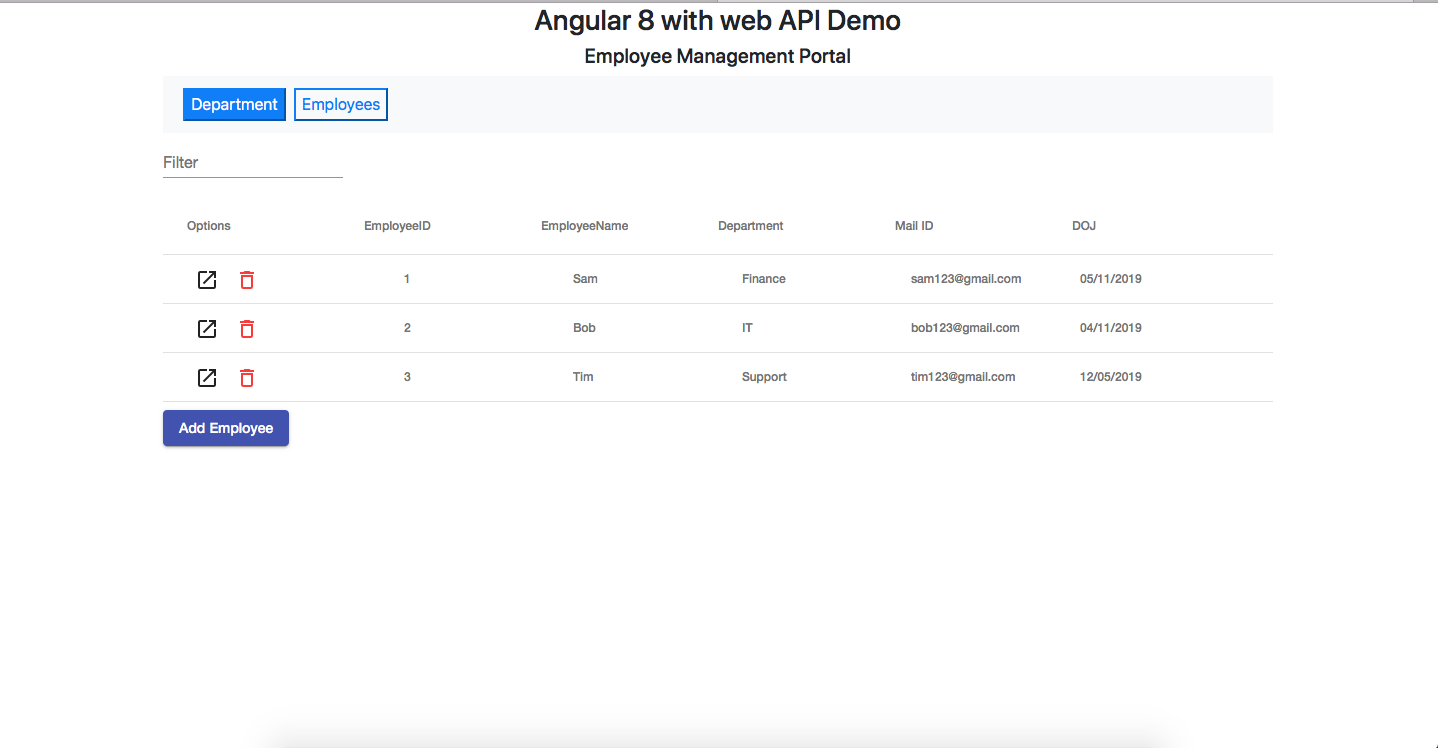 Angular 8 with web API Demo
Employee Management Portal
Department Employees
Filter
Options EmployeeID EmployeeName Department Mail ID DOJ
1 Sam Finance sam123@gmail.com 05/11/2019
2 Bob IT bob123@gmail.com 04/11/2019
3 Tim Support tim123@gmail.com 12/05/2019
Add Employee